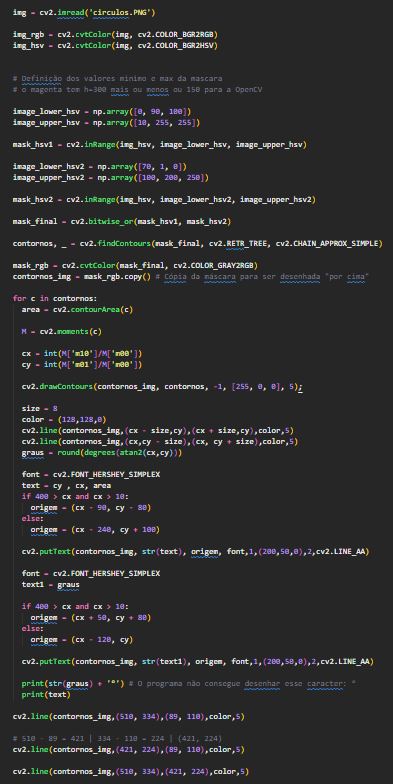 img = cv2.imread('circulos.PNG')
img_rgb = cv2.cvtColor(img, cv2.COLOR_BGR2RGB)
img_hsv = cv2.cvtColor(img, cv2.COLOR_BGR2HSV)
# Definição dos valores minimo e max da mascara
# o magenta tem h=300 mais ou menos ou 150 para a OpenCV
image_lower_hsv = np.array([0, 90, 100])
image_upper_hsv = np.array([10, 255, 255])
mask_hsv1 = cv2.inRange(img_hsv, image_lower_hsv, image_upper_hsv)
image_lower_hsv2 = np.array([70, 1, 0])
image_upper_hsv2 = np.array([100, 200, 250])
mask_hsv2 = cv2.inRange(img_hsv, image_lower_hsv2, image_upper_hsv2)
mask_final = cv2.bitwise_or(mask_hsv1, mask_hsv2)
contornos, _ = cv2.findContours(mask_final, cv2.RETR_TREE, cv2.CHAIN_APPROX_SIMPLE)
mask_rgb = cv2.cvtColor(mask_final, cv2.COLOR_GRAY2RGB)
contornos_img = mask_rgb.copy() # Cópia da máscara para ser desenhada "por cima"
for c in contornos:
area = cv2.contourArea(c)
M = cv2.moments(c)
cx = int(M['m10']/M['m00'])
cy = int(M['m01']/M['m00'])
cv2.drawContours(contornos_img, contornos, -1, [255, 0, 0], 5);
size = 8
color = (128,128,0)
cv2.line(contornos_img,(cx - size,cy),(cx + size,cy),color,5)
cv2.line(contornos_img,(cx,cy - size),(cx, cy + size),color,5)
graus = round(degrees(atan2(cx,cy)))
font = cv2.FONT_HERSHEY_SIMPLEX
text = cy , cx, area
if 400 > cx and cx > 10:
origem = (cx - 90, cy - 80)
else:
origem = (cx - 240, cy + 100)
cv2.putText(contornos_img, str(text), origem, font,1,(200,50,0),2,cv2.LINE_AA)
font = cv2.FONT_HERSHEY_SIMPLEX
text1 = graus
if 400 > cx and cx > 10:
origem = (cx + 50, cy + 80)
else:
origem = (cx - 120, cy)
cv2.putText(contornos_img, str(text1), origem, font,1,(200,50,0),2,cv2.LINE_AA)
print(str(graus) + '°') # O programa não consegue desenhar esse caracter: °
print(text)
cv2.line(contornos_img,(510, 334),(89, 110),color,5)
# 510 - 89 = 421 | 334 - 110 = 224 | (421, 224)
cv2.line(contornos_img,(421, 224),(89, 110),color,5)
cv2.line(contornos_img,(510, 334),(421, 224),color,5)